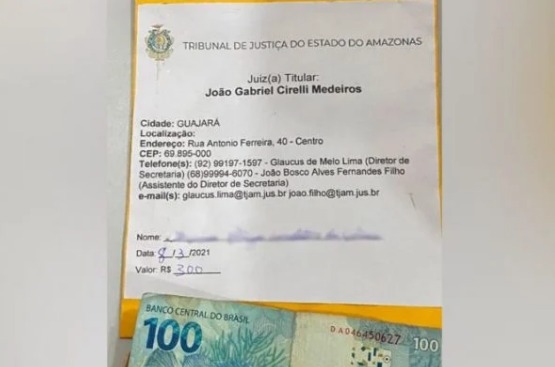 TRIBUNAL DE JUSTIÇA DO ESTADO DO AMAZONAS
Juiz(a) Titular:
João Gabriel Cirelli Medeiros
Cidade: GUAJARÁ
Localização:
Endereço: Rua Antonio Ferreira, 40 - Centro
CEP: 69.895-000
Telefone(s): (92) 99197-1597 - Glaucus de Melo Lima (Diretor de
Secretaria) (68)99994-6070 - João Bosco Alves Fernandes Filho
(Assistente do Diretor de Secretaria)
e-mail(s): glaucus.lima@tjam.jus.br joao.filho@tjam.jus.br
Nome:
Data: 8/3/2021
Valor: R$ 300
BANCO CENTRAL DO BRASIL
100
DA046450627
100